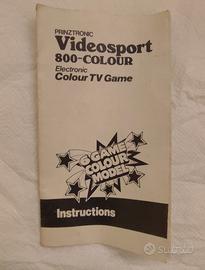 PRINZTRONIC
Videosport
800-COLOUR
Electronic
Colour TV Game
6 GAME
COLOUR
MODEL
Instructions
subito